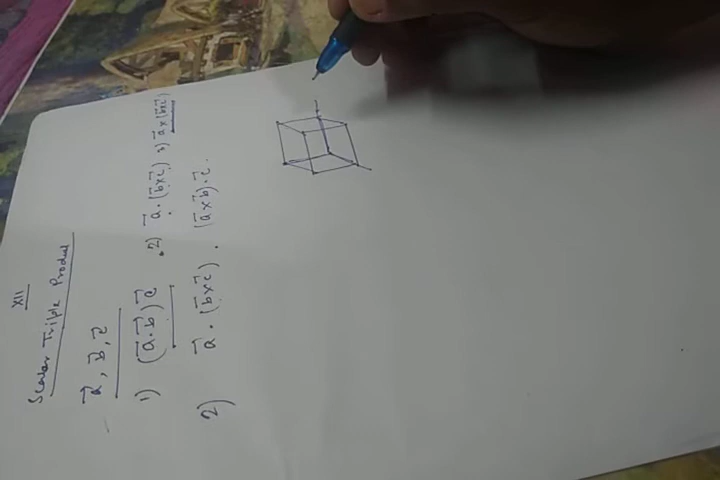 XII
Scalar Triple Product
a⃗, b⃗, c⃗
1) (a⃗·b⃗)c⃗ . 2) a⃗·(b⃗×c⃗) 3) a⃗×(b⃗×c⃗)
2) a⃗·(b⃗×c⃗) . (a⃗×b⃗)·c⃗.